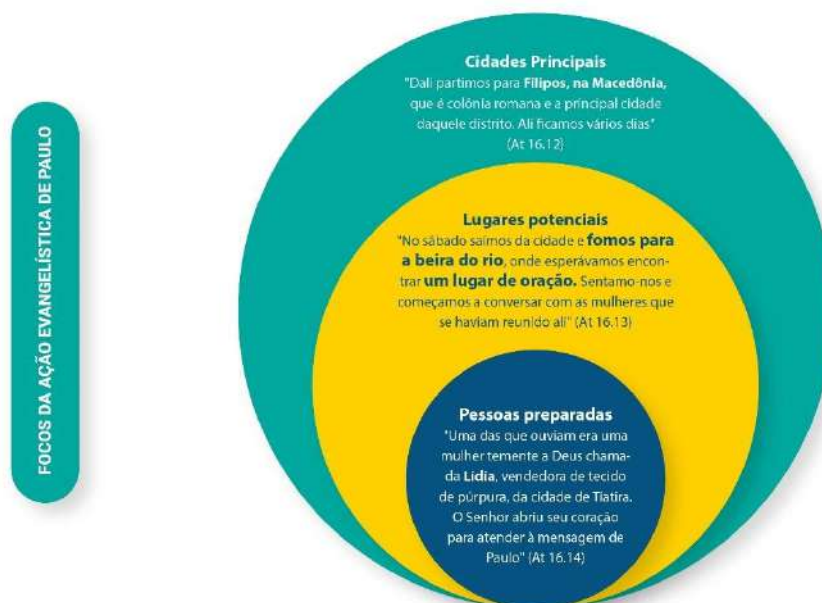 FOCOS DA AÇÃO EVANGELÍSTICA DE PAULO
Cidades Principais
"Dali partimos para Filipos, na Macedônia,
que é colônia romana e a principal cidade
daquele distrito. Ali ficamos vários dias"
(At 16.12)
Lugares potenciais
"No sábado saímos da cidade e fomos para
a beira do rio, onde esperávamos encon-
trar um lugar de oração. Sentamo-nos e
começamos a conversar com as mulheres que
se haviam reunido ali" (At 16.13)
Pessoas preparadas
"Uma das que ouviam era uma
mulher temente a Deus chama-
da Lídia, vendedora de tecido
de púrpura, da cidade de Tiatira.
O Senhor abriu seu coração
para atender à mensagem de
Paulo" (At 16.14)